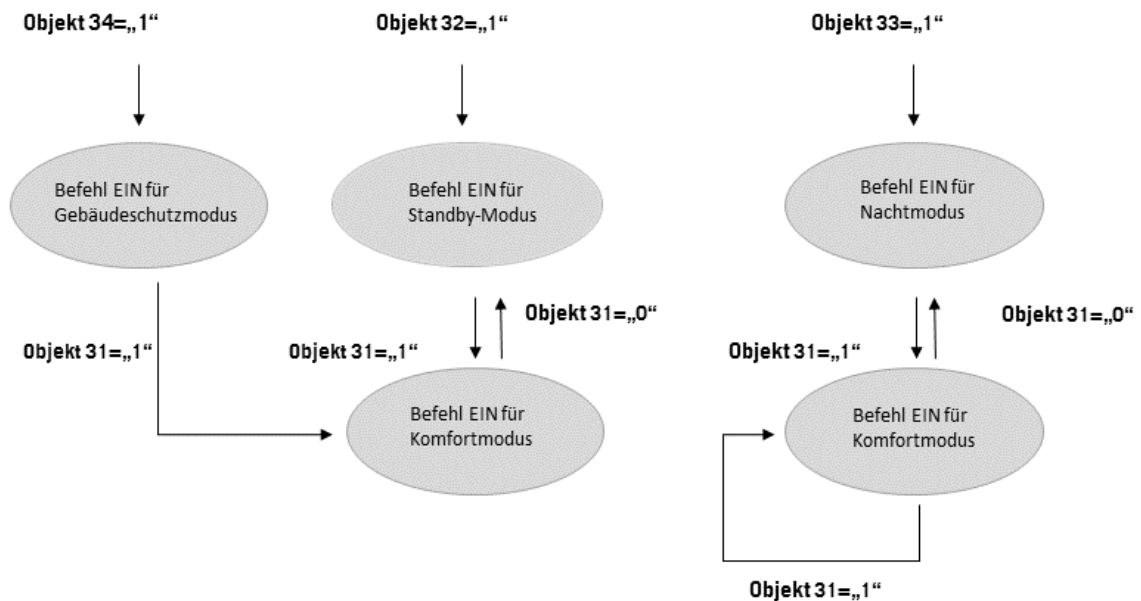 Objekt 34=„1“
Objekt 32=„1“
Objekt 33=„1“
Befehl EIN für
Gebäudeschutzmodus
Befehl EIN für
Standby-Modus
Befehl EIN für
Nachtmodus
Objekt 31=„0“
Objekt 31=„0“
Objekt 31=„1“
Objekt 31=„1“
Objekt 31=„1“
Befehl EIN für
Komfortmodus
Befehl EIN für
Komfortmodus
Objekt 31=„1“